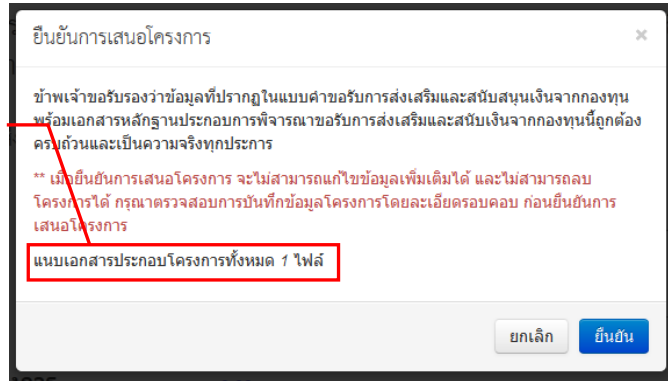 ยืนยันการเสนอโครงการ
×
ข้าพเจ้าขอรับรองว่าข้อมูลที่ปรากฏในแบบคำขอรับการส่งเสริมและสนับสนุนเงินจากกองทุน
พร้อมเอกสารหลักฐานประกอบการพิจารณาขอรับการส่งเสริมและสนับเงินจากกองทุนนี้ถูกต้อง
ครบถ้วนและเป็นความจริงทุกประการ
** เมื่อยืนยันการเสนอโครงการ จะไม่สามารถแก้ไขข้อมูลเพิ่มเติมได้ และไม่สามารถลบ
โครงการได้ กรุณาตรวจสอบการบันทึกข้อมูลโครงการโดยละเอียดรอบคอบ ก่อนยืนยันการ
เสนอโครงการ
แนบเอกสารประกอบโครงการทั้งหมด 1 ไฟล์
ยกเลิก ยืนยัน